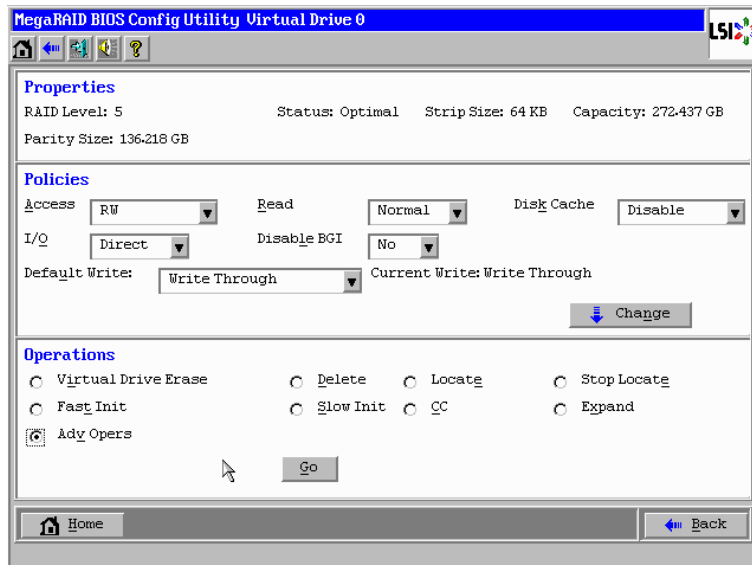 MegaRAID BIOS Config Utility Virtual Drive 0
LSI
Properties
RAID Level: 5 Status: Optimal Strip Size: 64 KB Capacity: 272.437 GB
Parity Size: 136.218 GB
Policies
Access RW Read Normal Disk Cache Disable
I/O Direct Disable BGI No
Default Write: Write Through Current Write: Write Through
Change
Operations
Virtual Drive Erase Delete Locate Stop Locate
Fast Init Slow Init CC Expand
Adv Opers
Go
Home Back